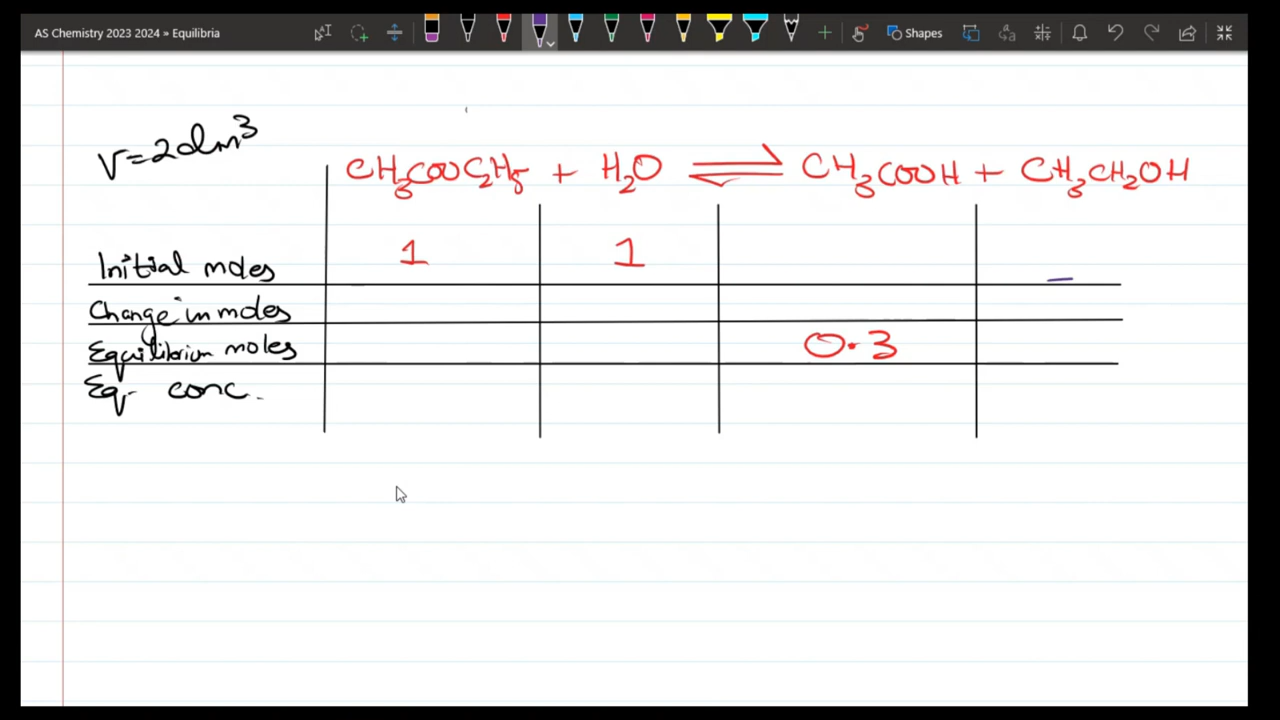 AS Chemistry 2023 2024 » Equilibria
Shapes
V=2dm³
CH₃COOC₂H₅ + H₂O ⇌ CH₃COOH + CH₃CH₂OH
Initial moles 1 1 –
Change in moles
Equilibrium moles 0.3
Eq. conc.